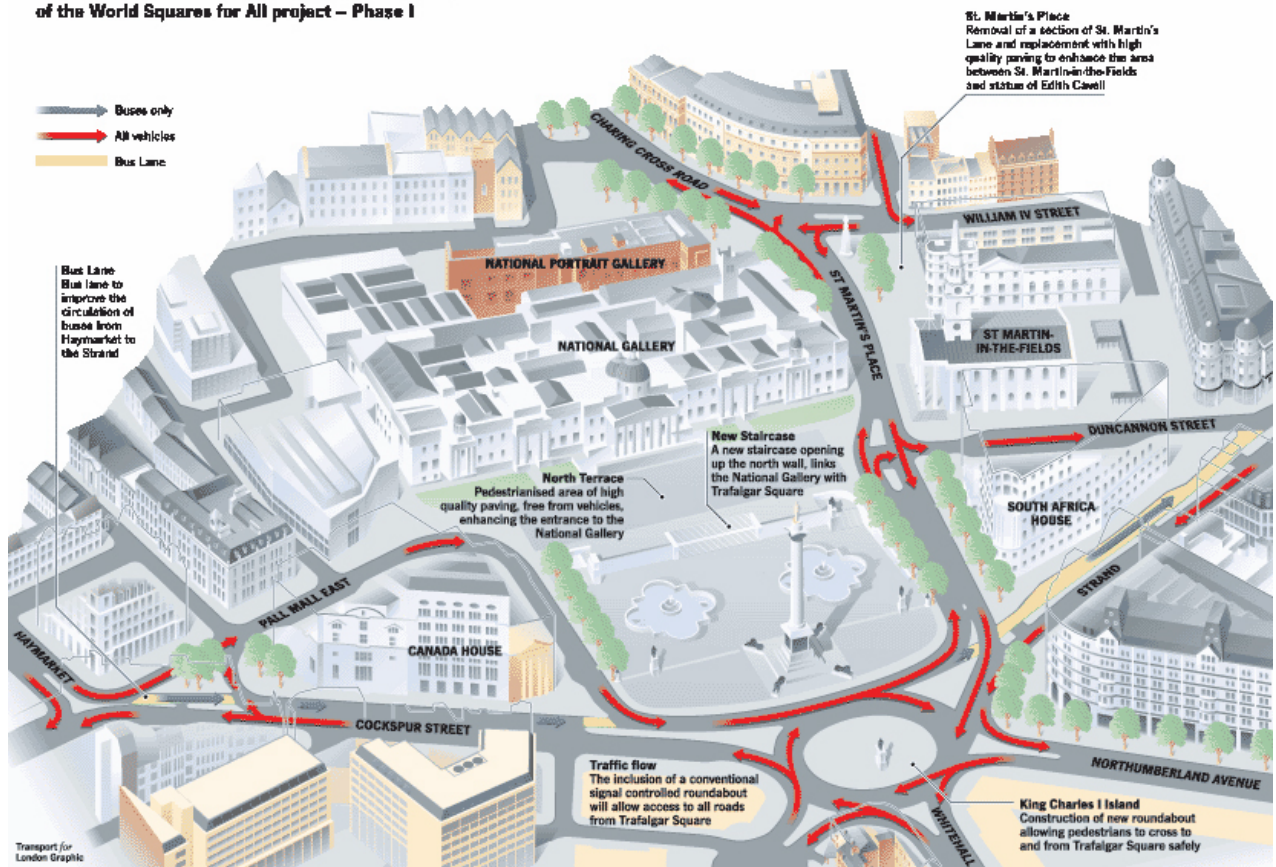 of the World Squares for All project – Phase I
St. Martin's Place
Removal of a section of St. Martin's
Lane and replacement with high
quality paving to enhance the area
between St. Martin-in-the-Fields
and statue of Edith Cavell
Buses only
All vehicles
Bus Lane
CHARING CROSS ROAD
WILLIAM IV STREET
NATIONAL PORTRAIT GALLERY
Bus Lane
Bus lane to
improve the
circulation of
buses from
Haymarket to
the Strand
ST MARTIN'S PLACE
NATIONAL GALLERY
ST MARTIN-
IN-THE-FIELDS
DUNCANNON STREET
New Staircase
A new staircase opening
up the north wall, links
the National Gallery with
Trafalgar Square
North Terrace
Pedestrianised area of high
quality paving, free from vehicles,
enhancing the entrance to the
National Gallery
SOUTH AFRICA
HOUSE
STRAND
PALL MALL EAST
HAYMARKET
CANADA HOUSE
COCKSPUR STREET
NORTHUMBERLAND AVENUE
Traffic flow
The inclusion of a conventional
signal controlled roundabout
will allow access to all roads
from Trafalgar Square
WHITEHALL
King Charles I Island
Construction of new roundabout
allowing pedestrians to cross to
and from Trafalgar Square safely
Transport for
London Graphic